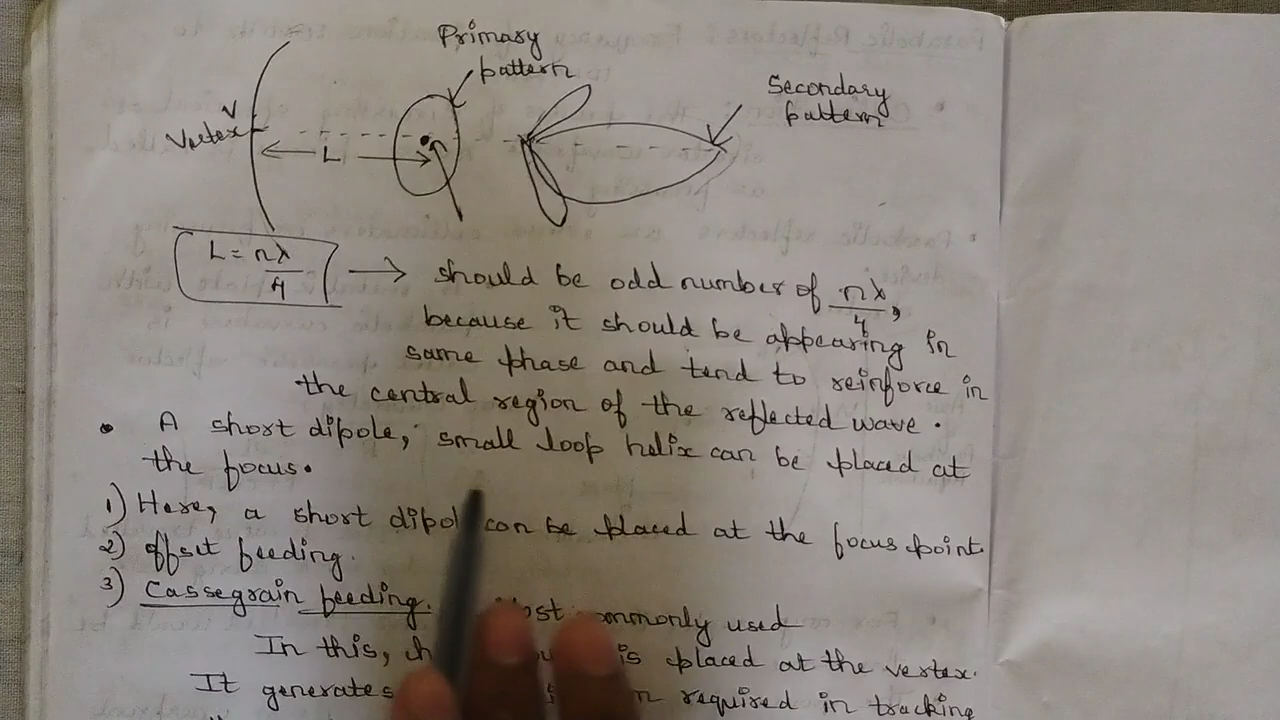 Primary
pattern
Secondary
pattern
V
Vertex
L
L = nλ/4
should be odd number of nλ/4,
because it should be appearing in
same phase and tend to reinforce in
the central region of the reflected wave.
• A short dipole, small loop helix can be placed at
the focus.
1) Here, a short dipol can be placed at the focus point.
2) offset feeding.
3) Cassegrain feeding. commonly used
In this, is placed at the vertex.
It generates required in tracking